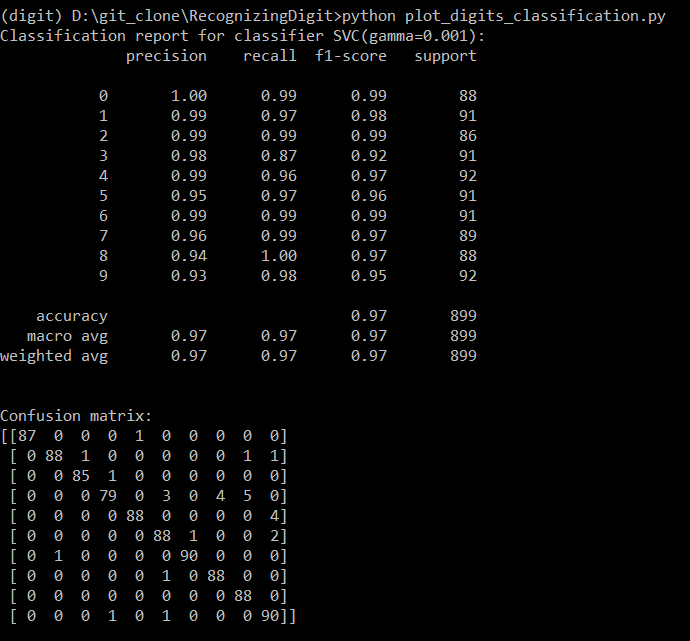 (digit) D:\git_clone\RecognizingDigit>python plot_digits_classification.py
Classification report for classifier SVC(gamma=0.001):
              precision    recall  f1-score   support

           0       1.00      0.99      0.99        88
           1       0.99      0.97      0.98        91
           2       0.99      0.99      0.99        86
           3       0.98      0.87      0.92        91
           4       0.99      0.96      0.97        92
           5       0.95      0.97      0.96        91
           6       0.99      0.99      0.99        91
           7       0.96      0.99      0.97        89
           8       0.94      1.00      0.97        88
           9       0.93      0.98      0.95        92

    accuracy                           0.97       899
   macro avg       0.97      0.97      0.97       899
weighted avg       0.97      0.97      0.97       899


Confusion matrix:
[[87  0  0  0  1  0  0  0  0  0]
 [ 0 88  1  0  0  0  0  0  1  1]
 [ 0  0 85  1  0  0  0  0  0  0]
 [ 0  0  0 79  0  3  0  4  5  0]
 [ 0  0  0  0 88  0  0  0  0  4]
 [ 0  0  0  0  0 88  1  0  0  2]
 [ 0  1  0  0  0  0 90  0  0  0]
 [ 0  0  0  0  0  1  0 88  0  0]
 [ 0  0  0  0  0  0  0  0 88  0]
 [ 0  0  0  1  0  1  0  0  0 90]]